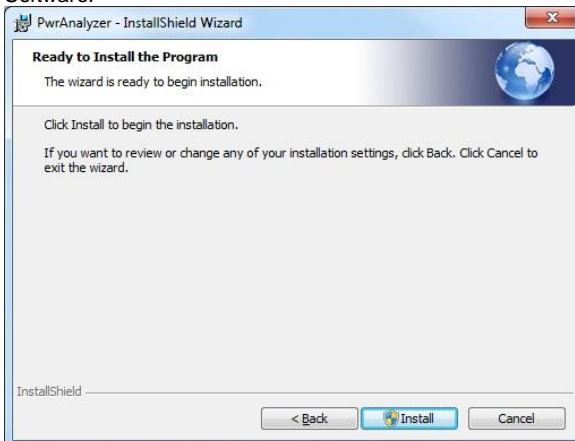 Software.
PwrAnalyzer - InstallShield Wizard
Ready to Install the Program
The wizard is ready to begin installation.
Click Install to begin the installation.
If you want to review or change any of your installation settings, click Back. Click Cancel to
exit the wizard.
InstallShield
< Back Install Cancel